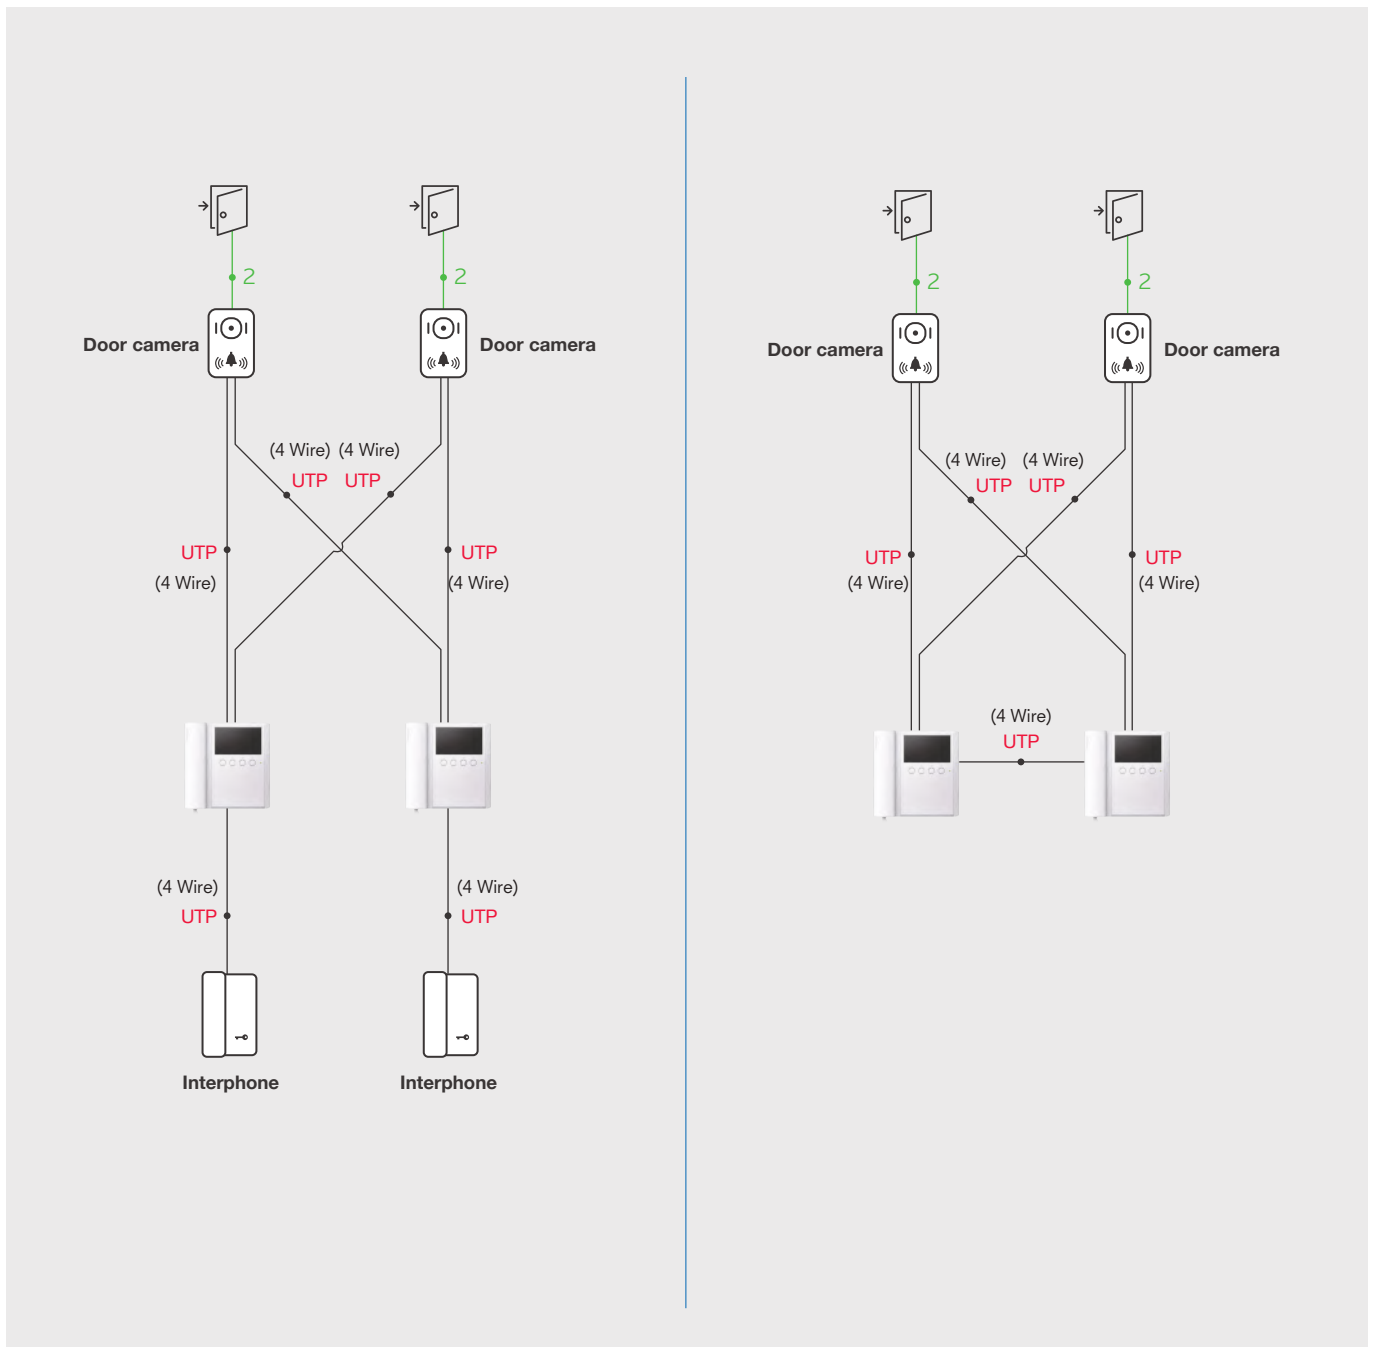 2
2
Door camera
Door camera
(4 Wire) (4 Wire)
UTP UTP
UTP
UTP
(4 Wire)
(4 Wire)
(4 Wire)
(4 Wire)
UTP
UTP
Interphone
Interphone
2
2
Door camera
Door camera
(4 Wire) (4 Wire)
UTP UTP
UTP
UTP
(4 Wire)
(4 Wire)
(4 Wire)
UTP